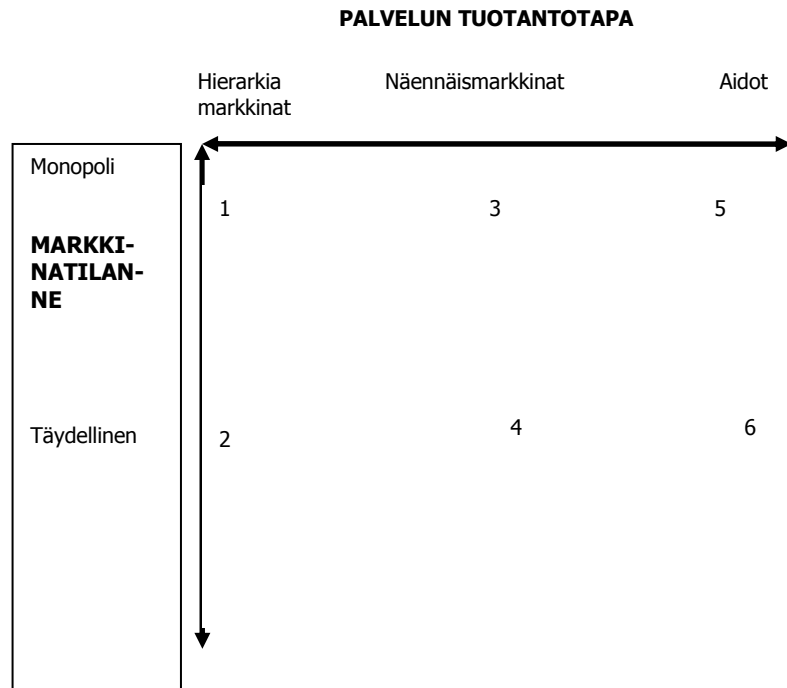 PALVELUN TUOTANTOTAPA
Hierarkia Näennäismarkkinat Aidot
markkinat
Monopoli
1 3 5
MARKKI-
NATILAN-
NE
Täydellinen 2 4 6